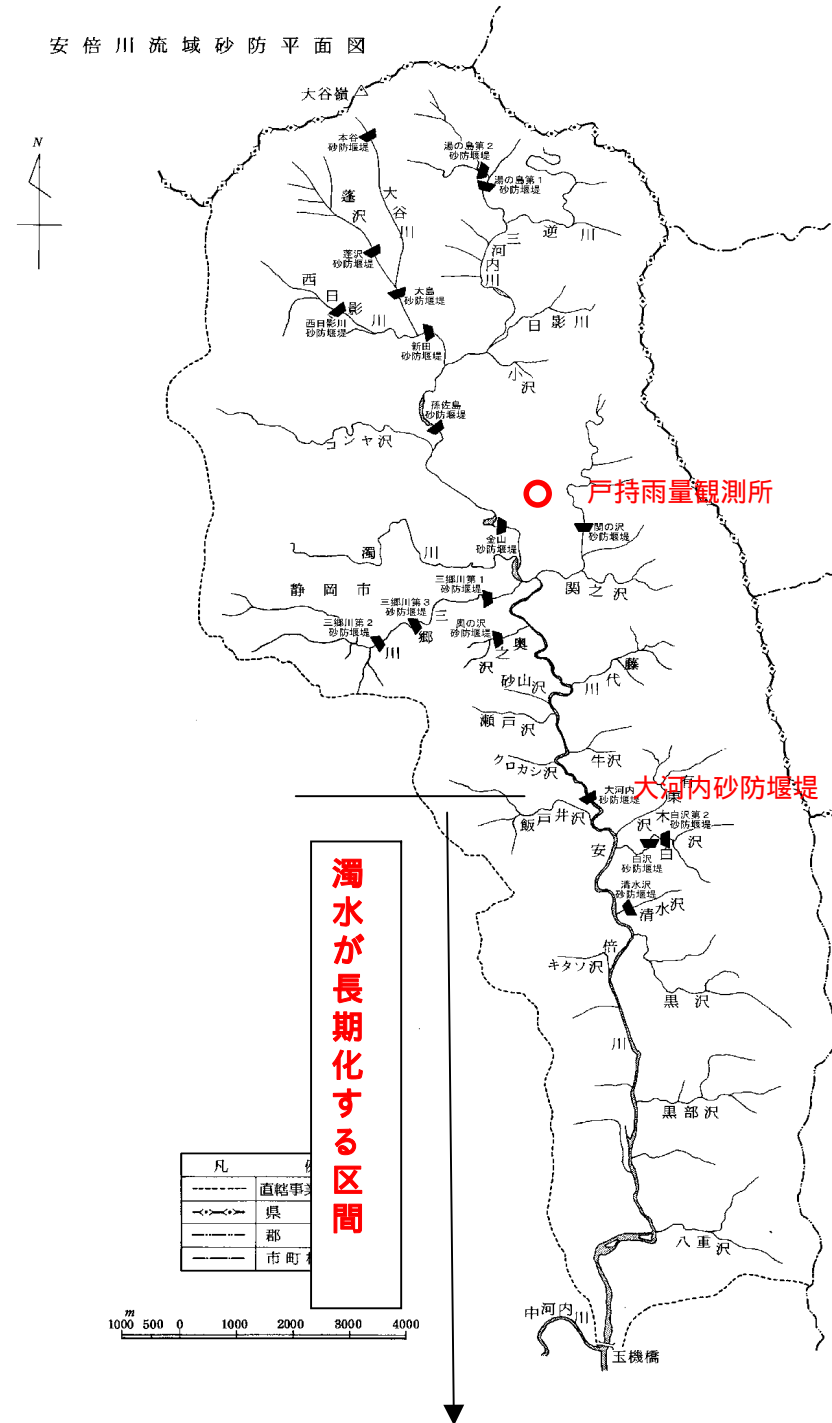 安倍川流域砂防平面図
大谷嶺
N
本谷
砂防堰堤
湯の島第2
砂防堰堤
湯の島第1
砂防堰堤
大谷川
蓬沢
三河内川
逆川
蓬沢
砂防堰堤
大島
砂防堰堤
西日影川
西日影川
砂防堰堤
新田
砂防堰堤
日影川
小沢
孫佐島
砂防堰堤
コンヤ沢
戸持雨量観測所
金山
砂防堰堤
関の沢
砂防堰堤
濁川
静岡市
三郷川第1
砂防堰堤
関之沢
三郷川第3
砂防堰堤
三郷川第2
砂防堰堤
三郷川
奥の沢
砂防堰堤
奥之沢
砂山沢
藤代川
瀬戸沢
クロカシ沢
牛沢
大河内
砂防堰堤
大河内砂防堰堤
有東木沢
飯戸井沢
白沢第2
砂防堰堤
白沢
白沢
砂防堰堤
安倍川
清水沢
砂防堰堤
清水沢
キタソ沢
黒沢
濁水が長期化する区間
黒部沢
凡
直轄事業
県
郡
市町村
八重沢
中河内川
玉機橋
m
1000 500 0 1000 2000 3000 4000